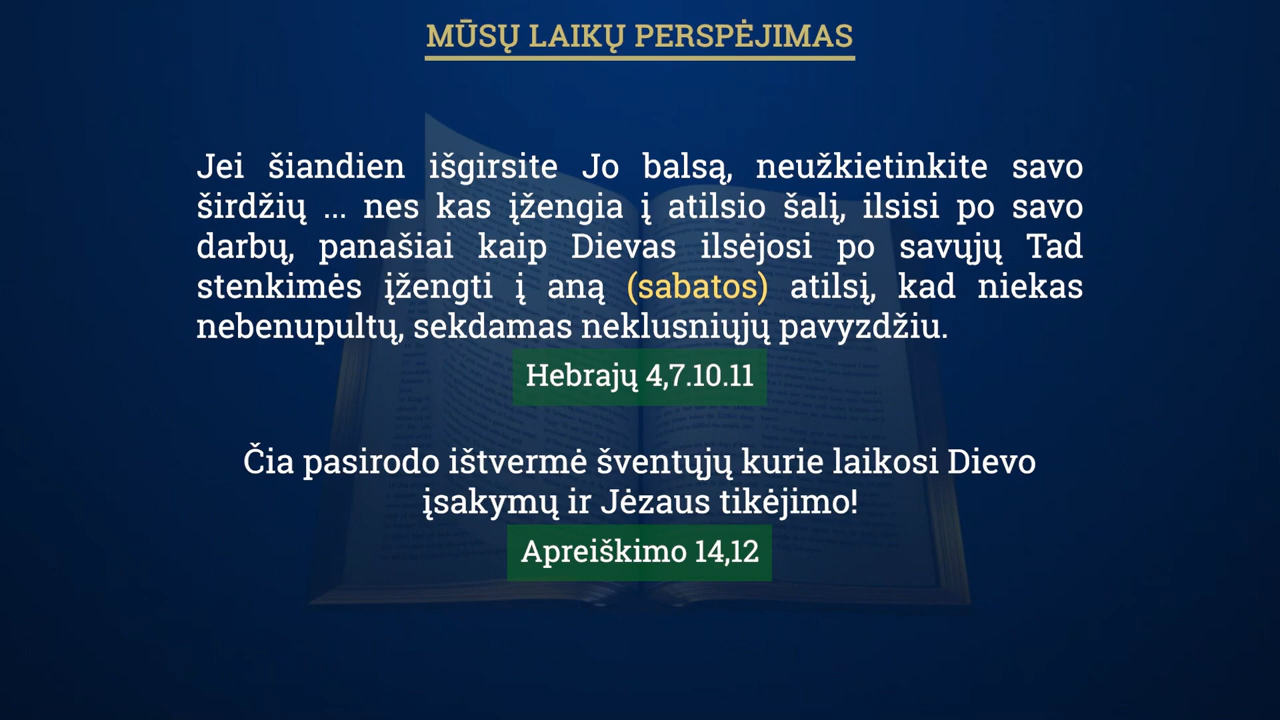 MŪSŲ LAIKŲ PERSPĖJIMAS
Jei šiandien išgirsite Jo balsą, neužkietinkite savo
širdžių ... nes kas įžengia į atilsio šalį, ilsisi po savo
darbų, panašiai kaip Dievas ilsėjosi po savųjų Tad
stenkimės įžengti į aną (sabatos) atilsį, kad niekas
nebenupultų, sekdamas neklusniųjų pavyzdžiu.
Hebrajų 4,7.10.11
Čia pasirodo ištvermė šventųjų kurie laikosi Dievo
įsakymų ir Jėzaus tikėjimo!
Apreiškimo 14,12